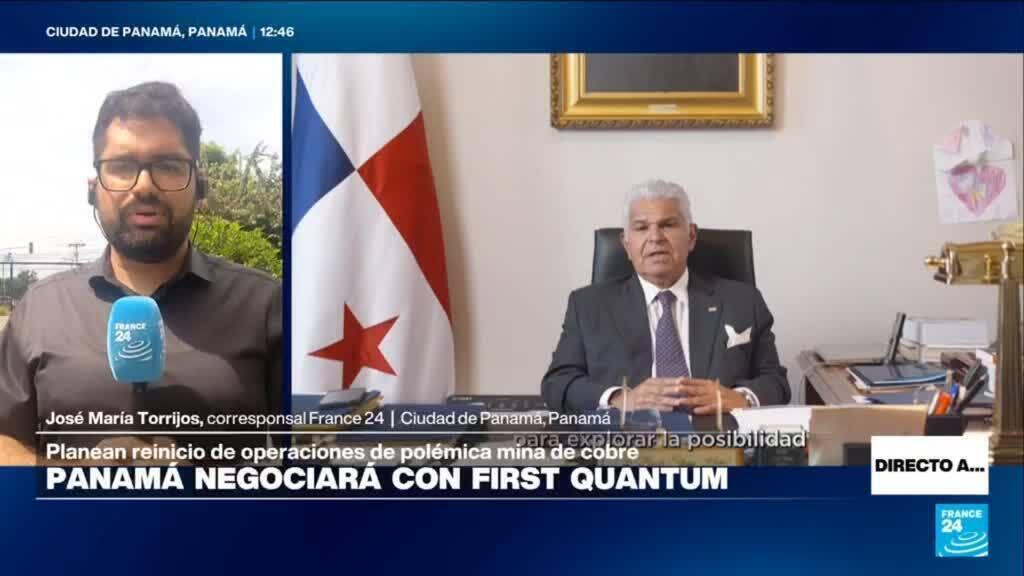 CIUDAD DE PANAMÁ, PANAMÁ | 12:46
FRANCE
24
José María Torrijos, corresponsal France 24 | Ciudad de Panamá, Panamá
para explorar la posibilidad
Planean reinicio de operaciones de polémica mina de cobre
PANAMÁ NEGOCIARÁ CON FIRST QUANTUM
DIRECTO A...
FRANCE
24